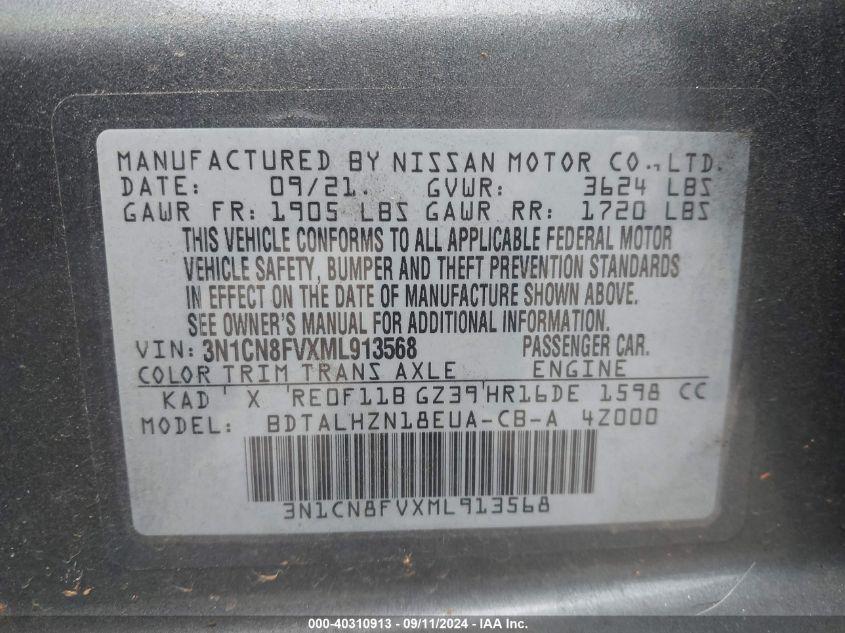 MANUFACTURED BY NISSAN MOTOR CO., LTD.
DATE: 09/21. GVWR: 3624 LBS
GAWR FR: 1905 LBS GAWR RR: 1720 LBS
THIS VEHICLE CONFORMS TO ALL APPLICABLE FEDERAL MOTOR
VEHICLE SAFETY, BUMPER AND THEFT PREVENTION STANDARDS
IN EFFECT ON THE DATE OF MANUFACTURE SHOWN ABOVE.
SEE OWNER'S MANUAL FOR ADDITIONAL INFORMATION.
VIN: 3N1CN8FVXML913568 PASSENGER CAR.
COLOR TRIM TRANS AXLE ENGINE
KAD X RE0F11B GZ39 HR16DE 1598 CC
MODEL: BDTALHZN18EUA-CB-A 4Z000
3N1CN8FVXML913568
000-40310913 - 09/11/2024 - IAA Inc.